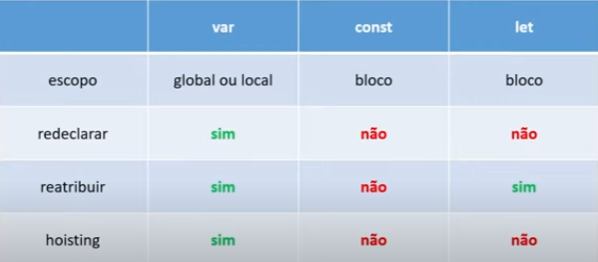 var const let
escopo global ou local bloco bloco
redeclarar sim não não
reatribuir sim não sim
hoisting sim não não